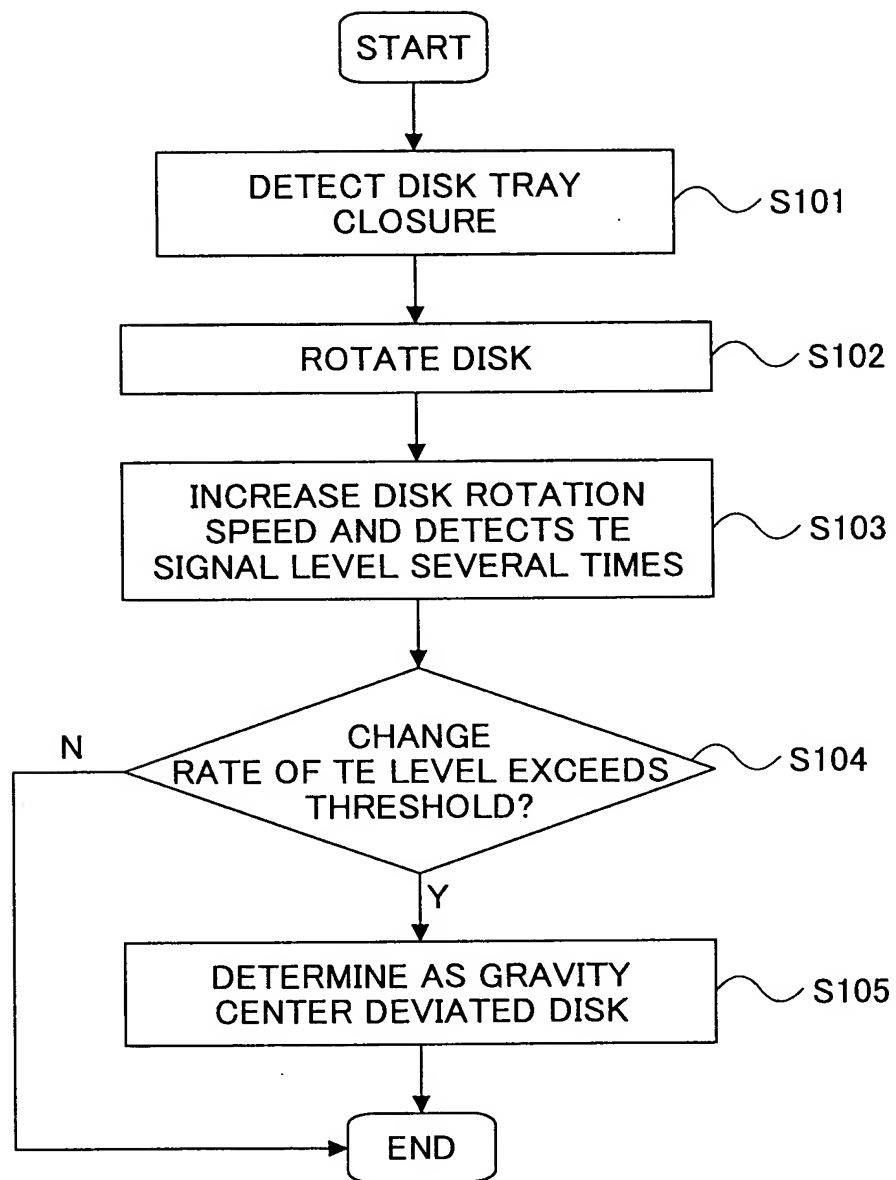 START
DETECT DISK TRAY
CLOSURE
S101
ROTATE DISK
S102
INCREASE DISK ROTATION
SPEED AND DETECTS TE
SIGNAL LEVEL SEVERAL TIMES
S103
CHANGE
RATE OF TE LEVEL EXCEEDS
THRESHOLD?
S104
N
Y
DETERMINE AS GRAVITY
CENTER DEVIATED DISK
S105
END